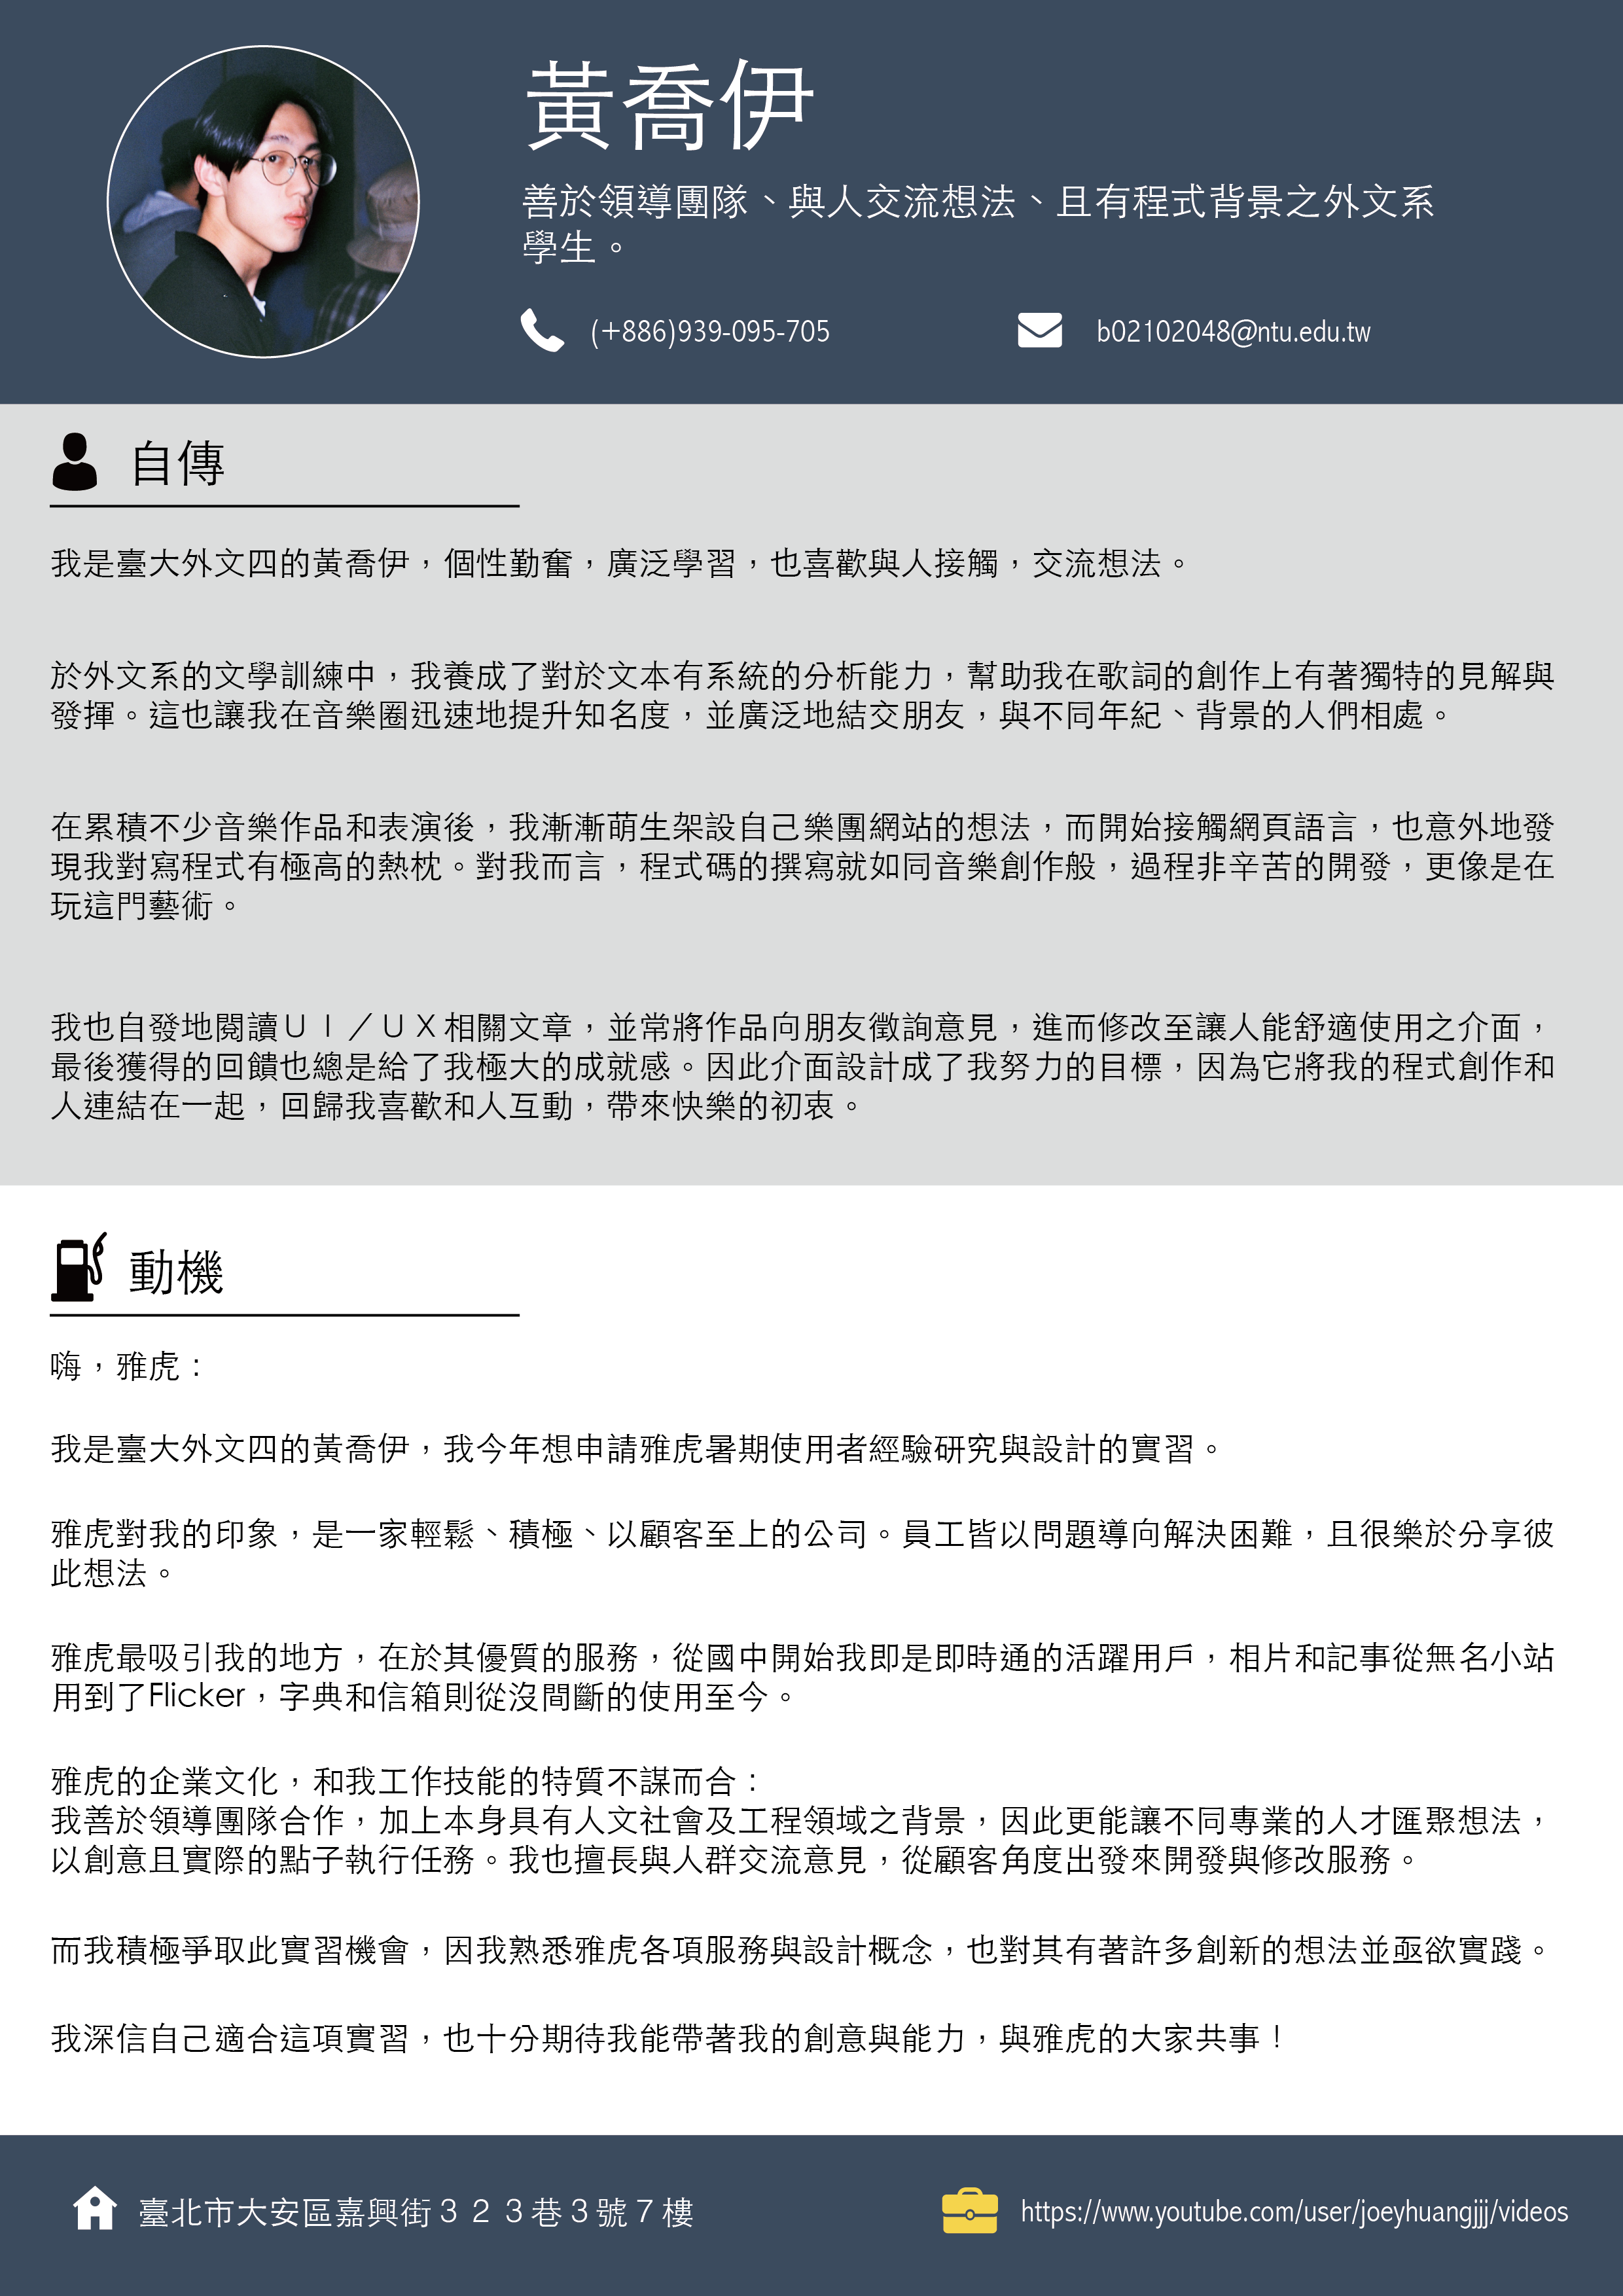 黃喬伊
善於領導團隊、與人交流想法、且有程式背景之外文系
學生。
(+886)939-095-705
b02102048@ntu.edu.tw
自傳
我是臺大外文四的黃喬伊，個性勤奮，廣泛學習，也喜歡與人接觸，交流想法。
於外文系的文學訓練中，我養成了對於文本有系統的分析能力，幫助我在歌詞的創作上有著獨特的見解與
發揮。這也讓我在音樂圈迅速地提升知名度，並廣泛地結交朋友，與不同年紀、背景的人們相處。
在累積不少音樂作品和表演後，我漸漸萌生架設自己樂團網站的想法，而開始接觸網頁語言，也意外地發
現我對寫程式有極高的熱枕。對我而言，程式碼的撰寫就如同音樂創作般，過程非辛苦的開發，更像是在
玩這門藝術。
我也自發地閱讀ＵＩ／ＵＸ相關文章，並常將作品向朋友徵詢意見，進而修改至讓人能舒適使用之介面，
最後獲得的回饋也總是給了我極大的成就感。因此介面設計成了我努力的目標，因為它將我的程式創作和
人連結在一起，回歸我喜歡和人互動，帶來快樂的初衷。
動機
嗨，雅虎：
我是臺大外文四的黃喬伊，我今年想申請雅虎暑期使用者經驗研究與設計的實習。
雅虎對我的印象，是一家輕鬆、積極、以顧客至上的公司。員工皆以問題導向解決困難，且很樂於分享彼
此想法。
雅虎最吸引我的地方，在於其優質的服務，從國中開始我即是即時通的活躍用戶，相片和記事從無名小站
用到了Flicker，字典和信箱則從沒間斷的使用至今。
雅虎的企業文化，和我工作技能的特質不謀而合：
我善於領導團隊合作，加上本身具有人文社會及工程領域之背景，因此更能讓不同專業的人才匯聚想法，
以創意且實際的點子執行任務。我也擅長與人群交流意見，從顧客角度出發來開發與修改服務。
而我積極爭取此實習機會，因我熟悉雅虎各項服務與設計概念，也對其有著許多創新的想法並亟欲實踐。
我深信自己適合這項實習，也十分期待我能帶著我的創意與能力，與雅虎的大家共事！
臺北市大安區嘉興街３２３巷３號７樓
https://www.youtube.com/user/joeyhuangjjj/videos